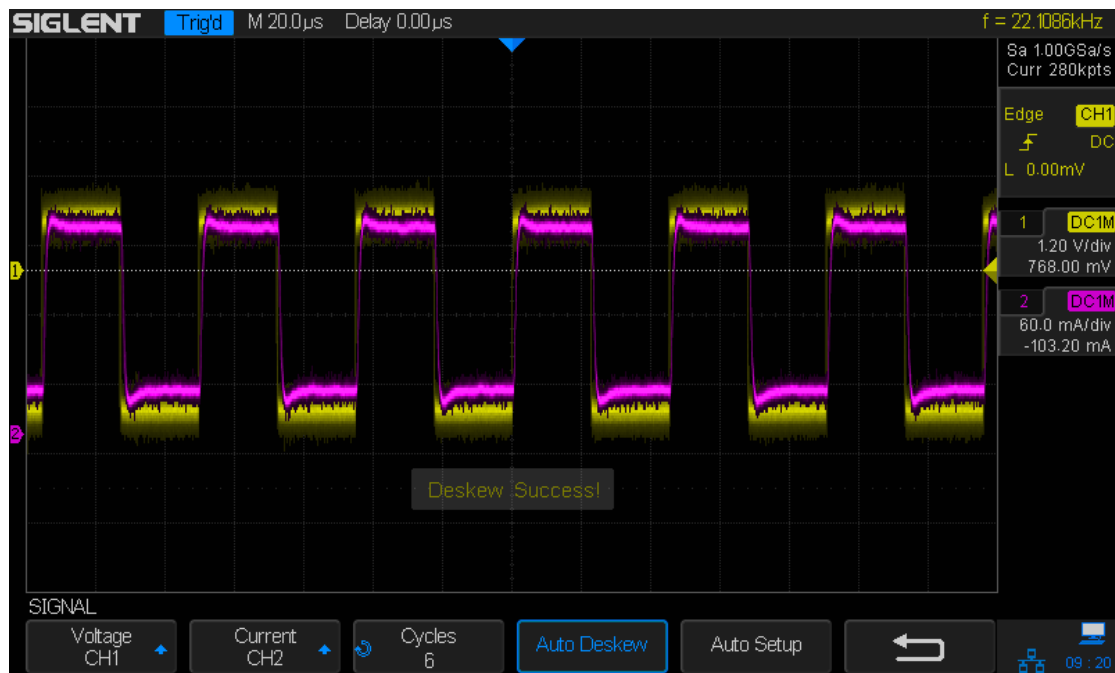 SIGLENT Trig'd M 20.0µs Delay 0.00µs f = 22.1086kHz
Sa 1.00GSa/s
Curr 280kpts
Edge CH1
DC
L 0.00mV
1 DC1M
1.20 V/div
768.00 mV
2 DC1M
60.0 mA/div
-103.20 mA
1
2
Deskew Success!
SIGNAL
Voltage
CH1
Current
CH2
Cycles
6
Auto Deskew
Auto Setup
09:20